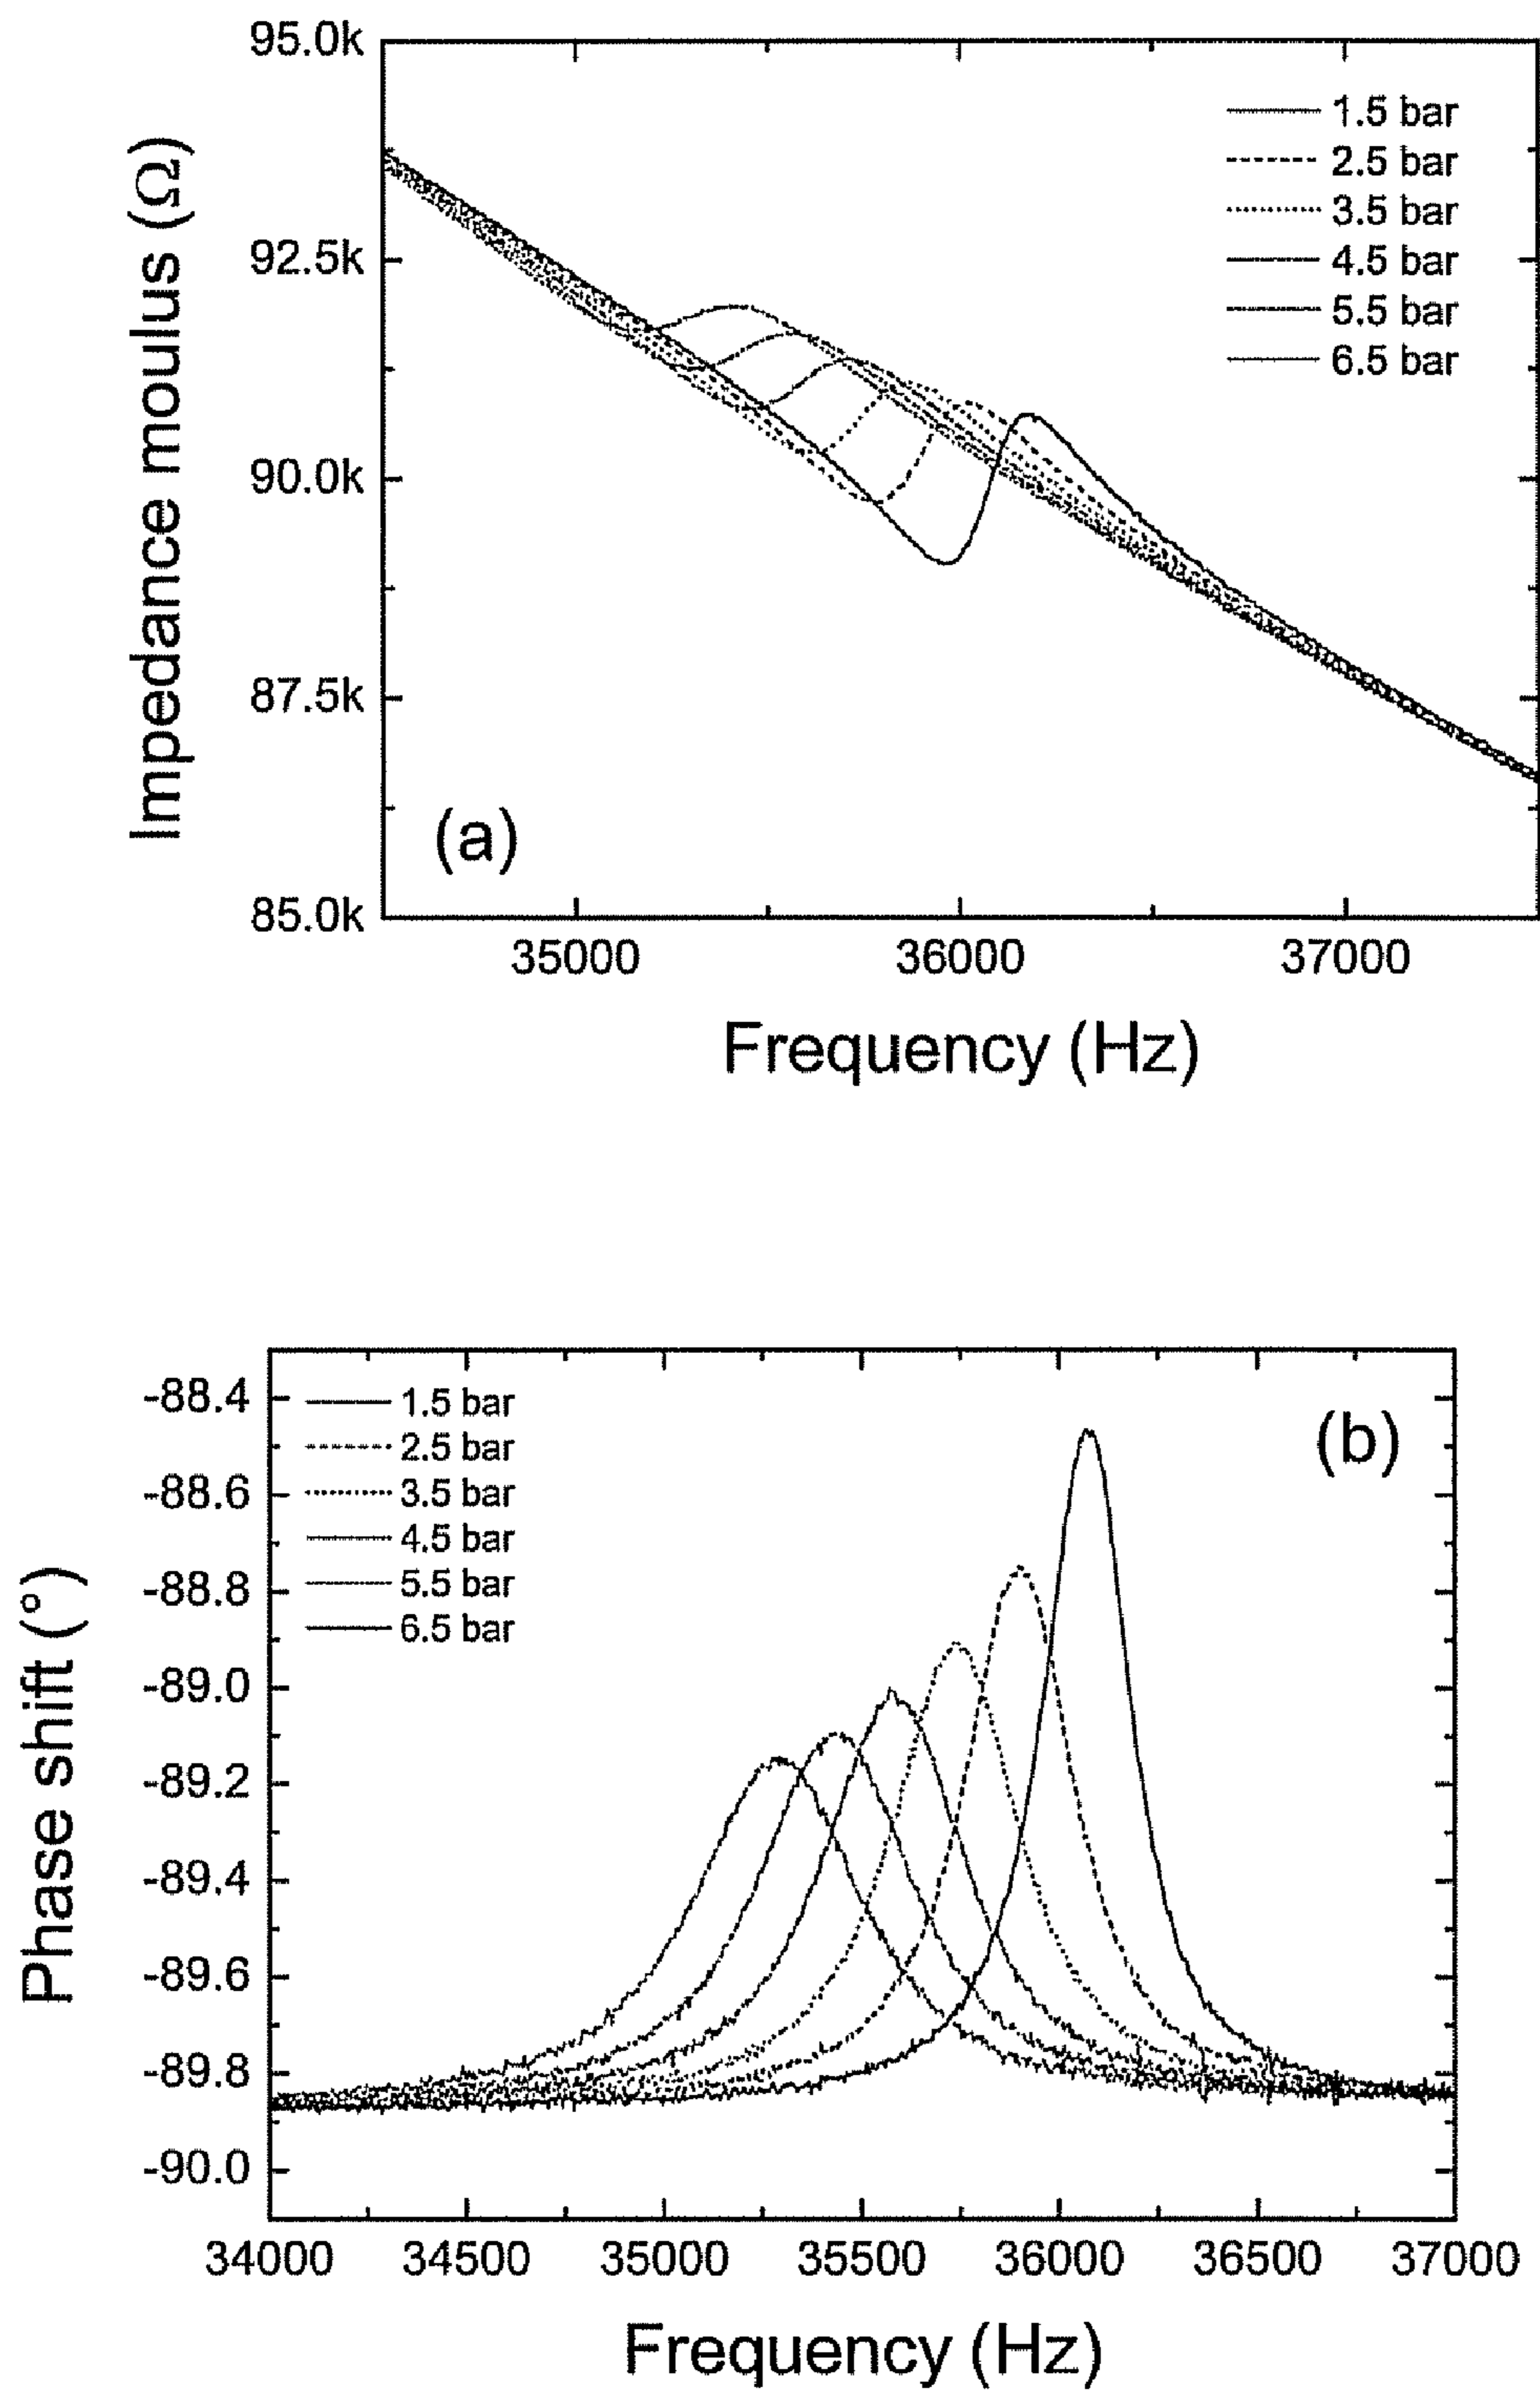 95.0k
92.5k
90.0k
87.5k
85.0k
Impedance moulus (Ω)
1.5 bar
2.5 bar
3.5 bar
4.5 bar
5.5 bar
6.5 bar
(a)
35000 36000 37000
Frequency (Hz)
-88.4
-88.6
-88.8
-89.0
-89.2
-89.4
-89.6
-89.8
-90.0
Phase shift (°)
1.5 bar
2.5 bar
3.5 bar
4.5 bar
5.5 bar
6.5 bar
(b)
34000 34500 35000 35500 36000 36500 37000
Frequency (Hz)